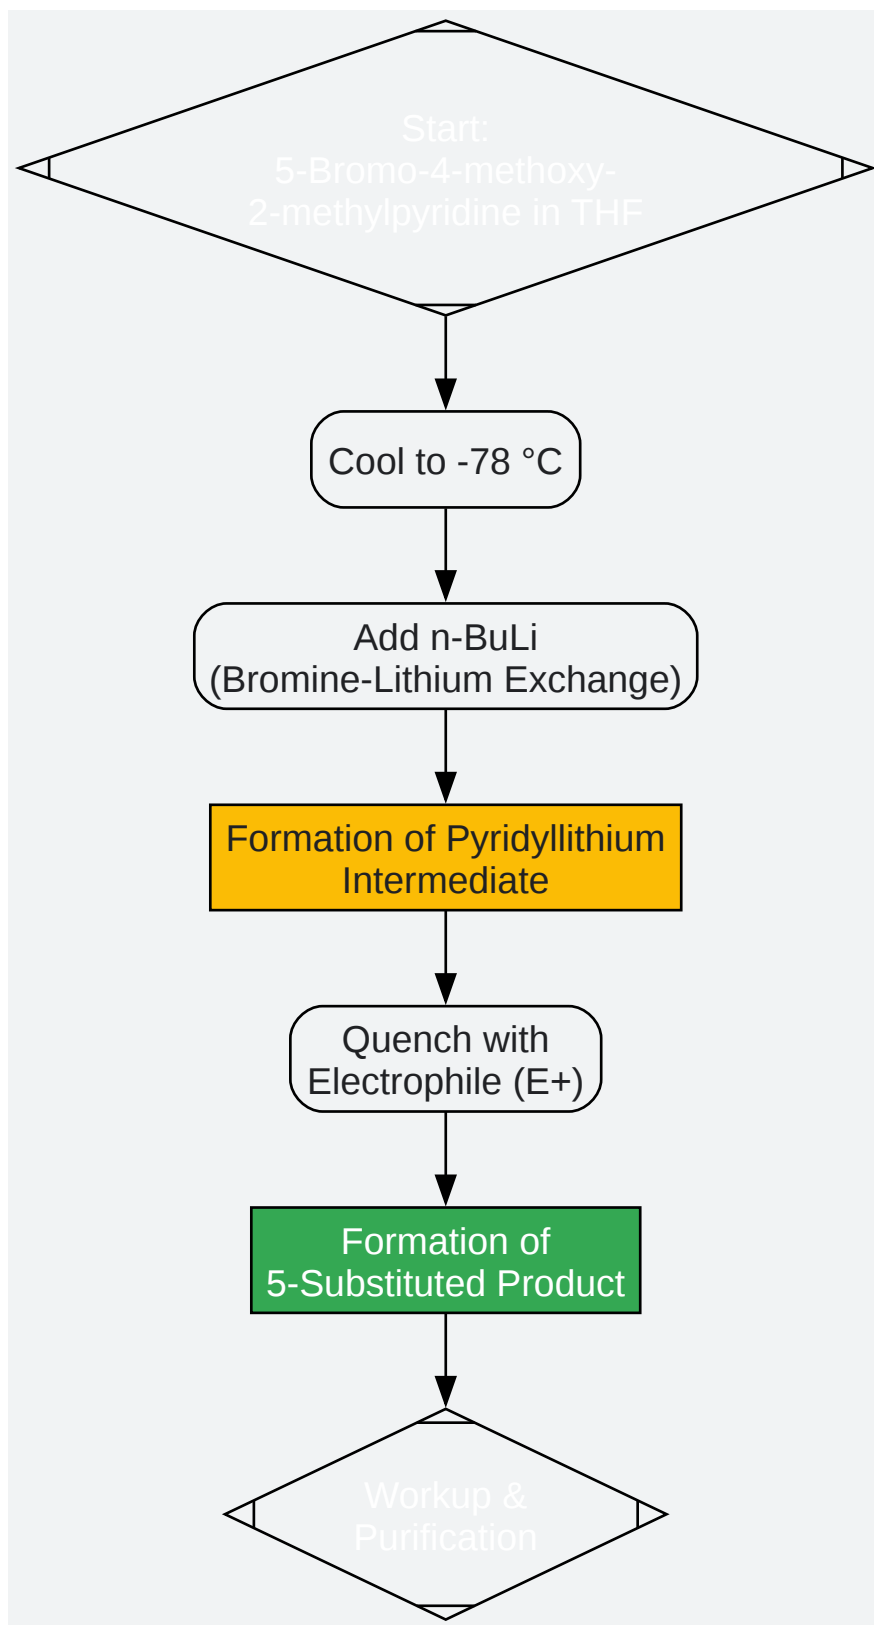 Start:
5-Bromo-4-methoxy-
2-methylpyridine in THF
Cool to -78 °C
Add n-BuLi
(Bromine-Lithium Exchange)
Formation of Pyridyllithium
Intermediate
Quench with
Electrophile (E+)
Formation of
5-Substituted Product
Workup &
Purification